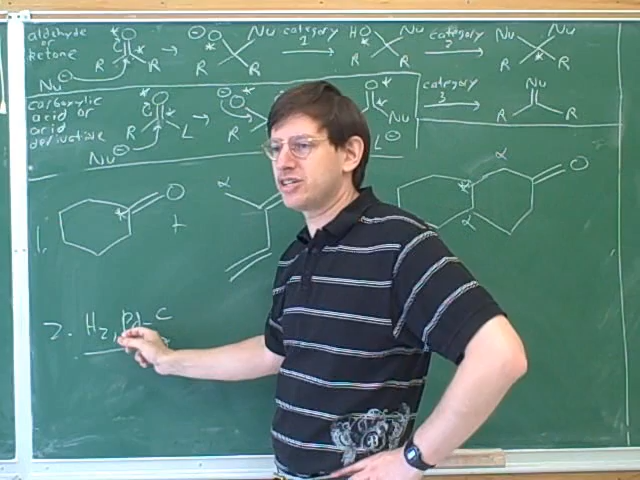 aldehyde
or
ketone
* O
R R
Nu ⊖
→
⊖ O Nu
*
R R
category
1
HO Nu
*
R R
category
2
Nu Nu
*
R R
carboxylic
acid or
acid
derivative
* O
R L
Nu ⊖
→
⊖ O *
R
O
*
Nu
L ⊖
category
3
Nu
R R
1.
O
*
+
α
*
α
α
O
2. H2, Pd-C